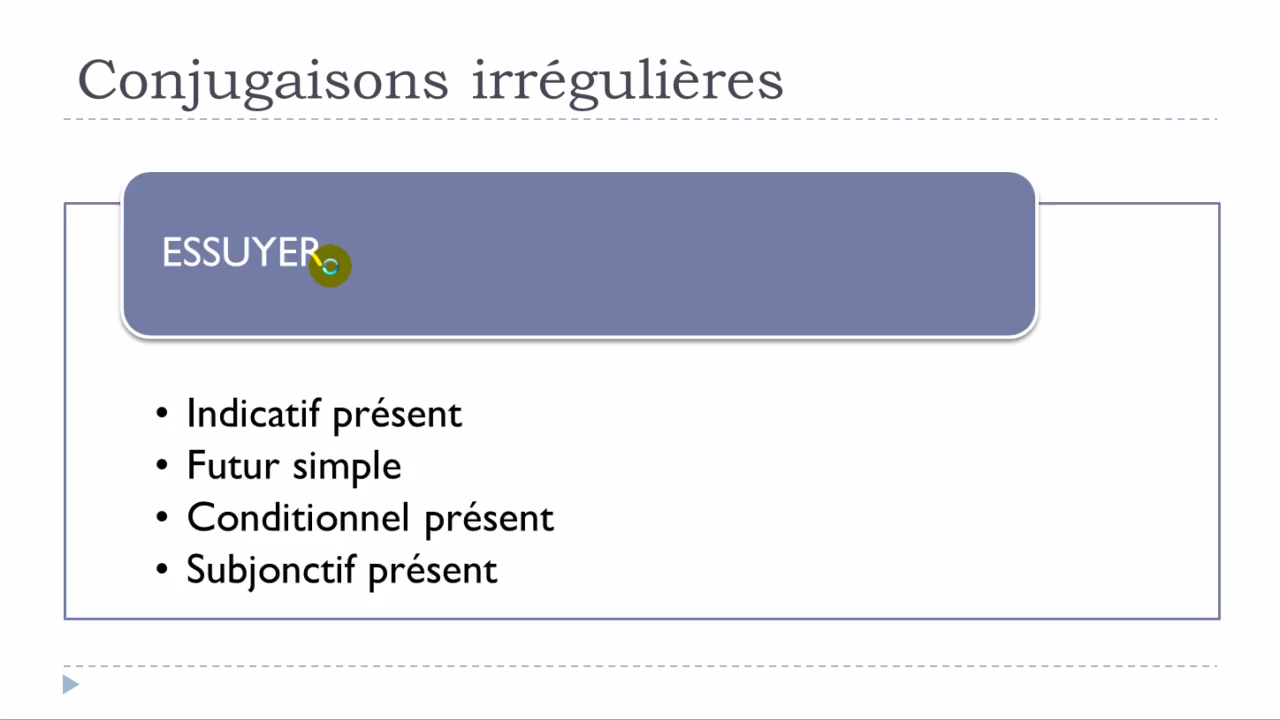 Conjugaisons irrégulières
ESSUYER
• Indicatif présent
• Futur simple
• Conditionnel présent
• Subjonctif présent